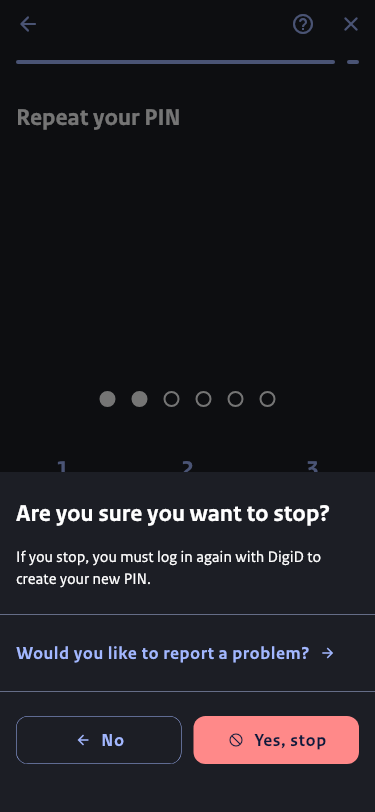 Repeat your PIN
1 2 3
Are you sure you want to stop?
If you stop, you must log in again with DigiD to
create your new PIN.
Would you like to report a problem?
No
Yes, stop